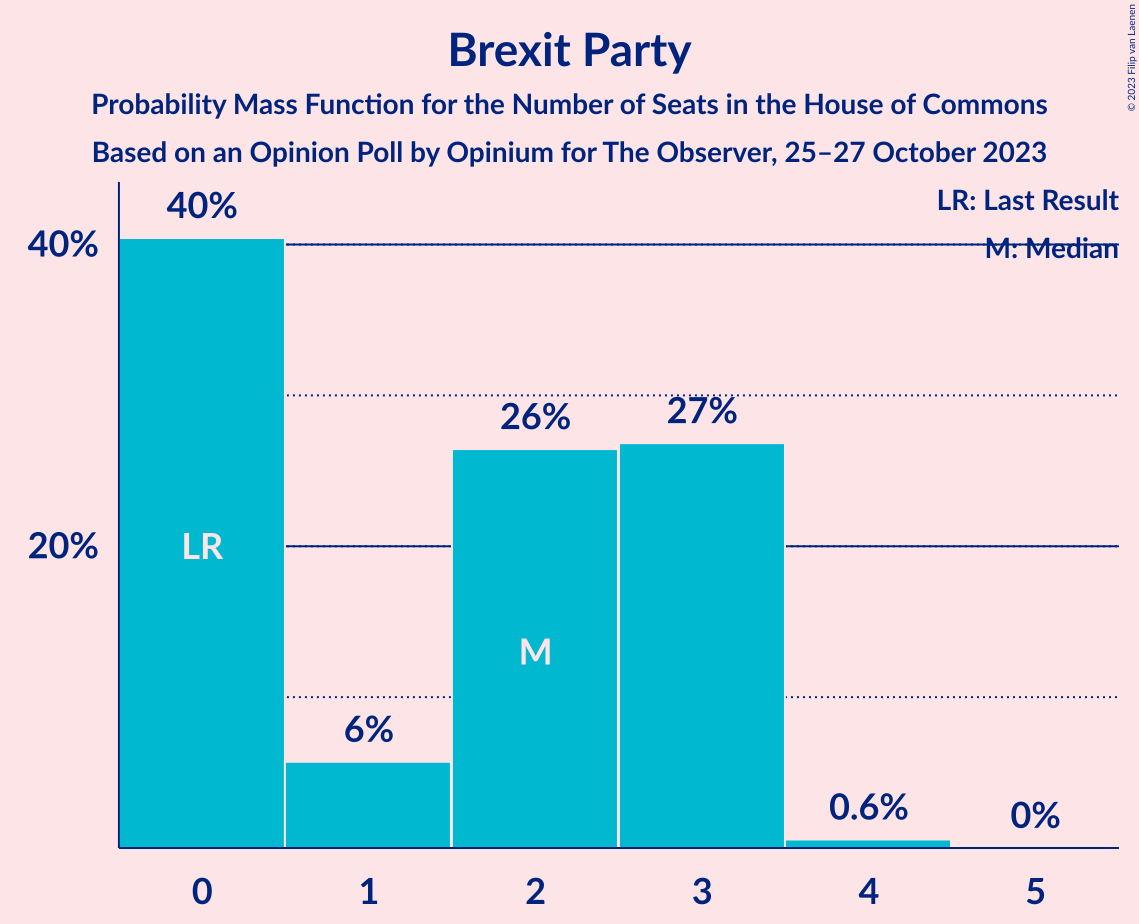 Brexit Party
Probability Mass Function for the Number of Seats in the House of Commons
Based on an Opinion Poll by Opinium for The Observer, 25–27 October 2023
© 2023 Filip van Laenen
LR: Last Result
M: Median
40%
40%
26%
27%
20%
LR
M
6%
0.6%
0%
0
1
2
3
4
5